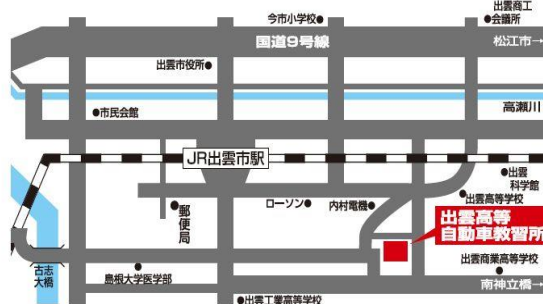 出雲商工
会議所
今市小学校
国道9号線
松江市→
出雲市役所
高瀬川
市民会館
JR出雲市駅
出雲
科学館
郵便局
ローソン
内村電機
出雲高等学校
出雲高等
自動車教習所
古志
大橋
島根大学医学部
出雲商業高等学校
南神立橋→
出雲工業高等学校